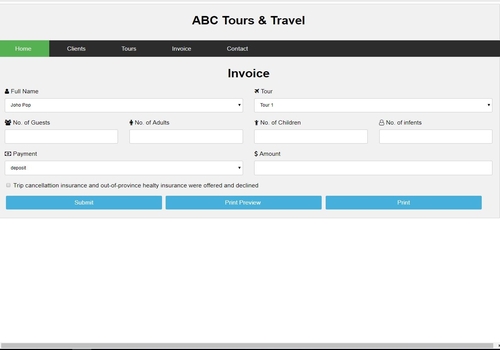 ABC Tours & Travel
Home Clients Tours Invoice Contact
Invoice
Full Name Tour
John Pop Tour 1
No. of Guests No. of Adults No. of Children No. of infents
Payment $ Amount
deposit
Trip cancellattion insurance and out-of-province healty insurance were offered and declined
Submit Print Preview Print